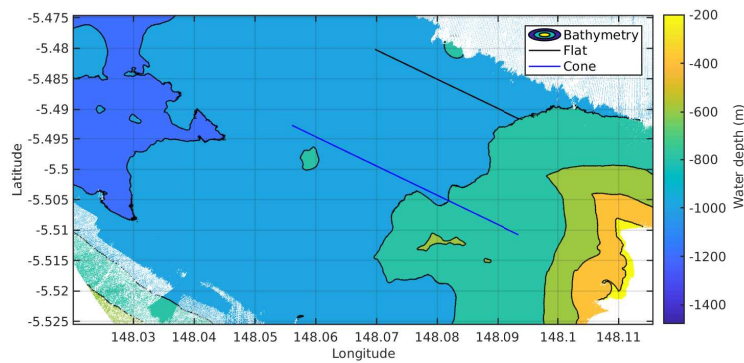 -5.475
-5.48
-5.485
-5.49
-5.495
-5.5
-5.505
-5.51
-5.515
-5.52
-5.525
Latitude
148.03 148.04 148.05 148.06 148.07 148.08 148.09 148.1 148.11
Longitude
Bathymetry
Flat
Cone
-200
-400
-600
-800
-1000
-1200
-1400
Water depth (m)